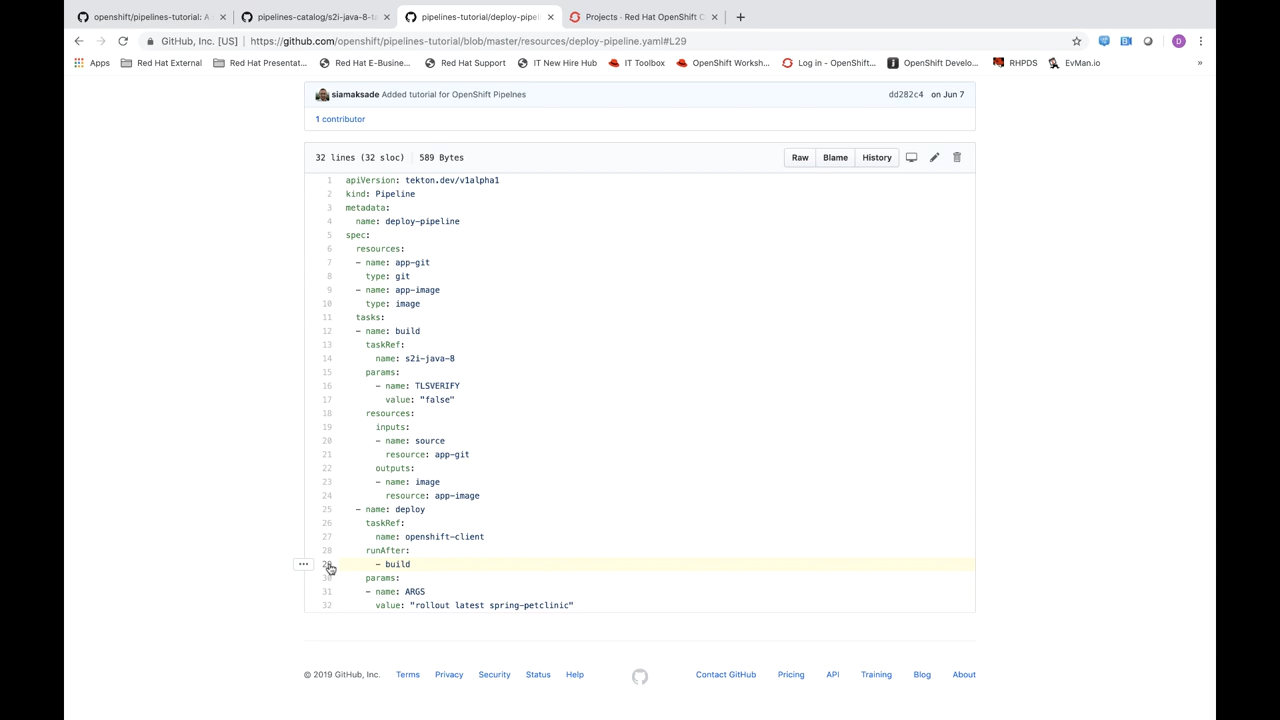 openshift/pipelines-tutorial: A s
pipelines-catalog/s2i-java-8-ta
pipelines-tutorial/deploy-pipel
Projects · Red Hat OpenShift C
GitHub, Inc. [US] | https://github.com/openshift/pipelines-tutorial/blob/master/resources/deploy-pipeline.yaml#L29
D
Apps Red Hat External Red Hat Presentat... Red Hat E-Busine... Red Hat Support IT New Hire Hub IT Toolbox OpenShift Worksh... Log in - OpenShift... OpenShift Develo... RHPDS EvMan.io »
siamaksade Added tutorial for OpenShift Pipelnes dd282c4 on Jun 7
1 contributor
32 lines (32 sloc) 589 Bytes Raw Blame History
1 apiVersion: tekton.dev/v1alpha1
2 kind: Pipeline
3 metadata:
4 name: deploy-pipeline
5 spec:
6 resources:
7 - name: app-git
8 type: git
9 - name: app-image
10 type: image
11 tasks:
12 - name: build
13 taskRef:
14 name: s2i-java-8
15 params:
16 - name: TLSVERIFY
17 value: "false"
18 resources:
19 inputs:
20 - name: source
21 resource: app-git
22 outputs:
23 - name: image
24 resource: app-image
25 - name: deploy
26 taskRef:
27 name: openshift-client
28 runAfter:
- build
30 params:
31 - name: ARGS
32 value: "rollout latest spring-petclinic"
© 2019 GitHub, Inc. Terms Privacy Security Status Help Contact GitHub Pricing API Training Blog About